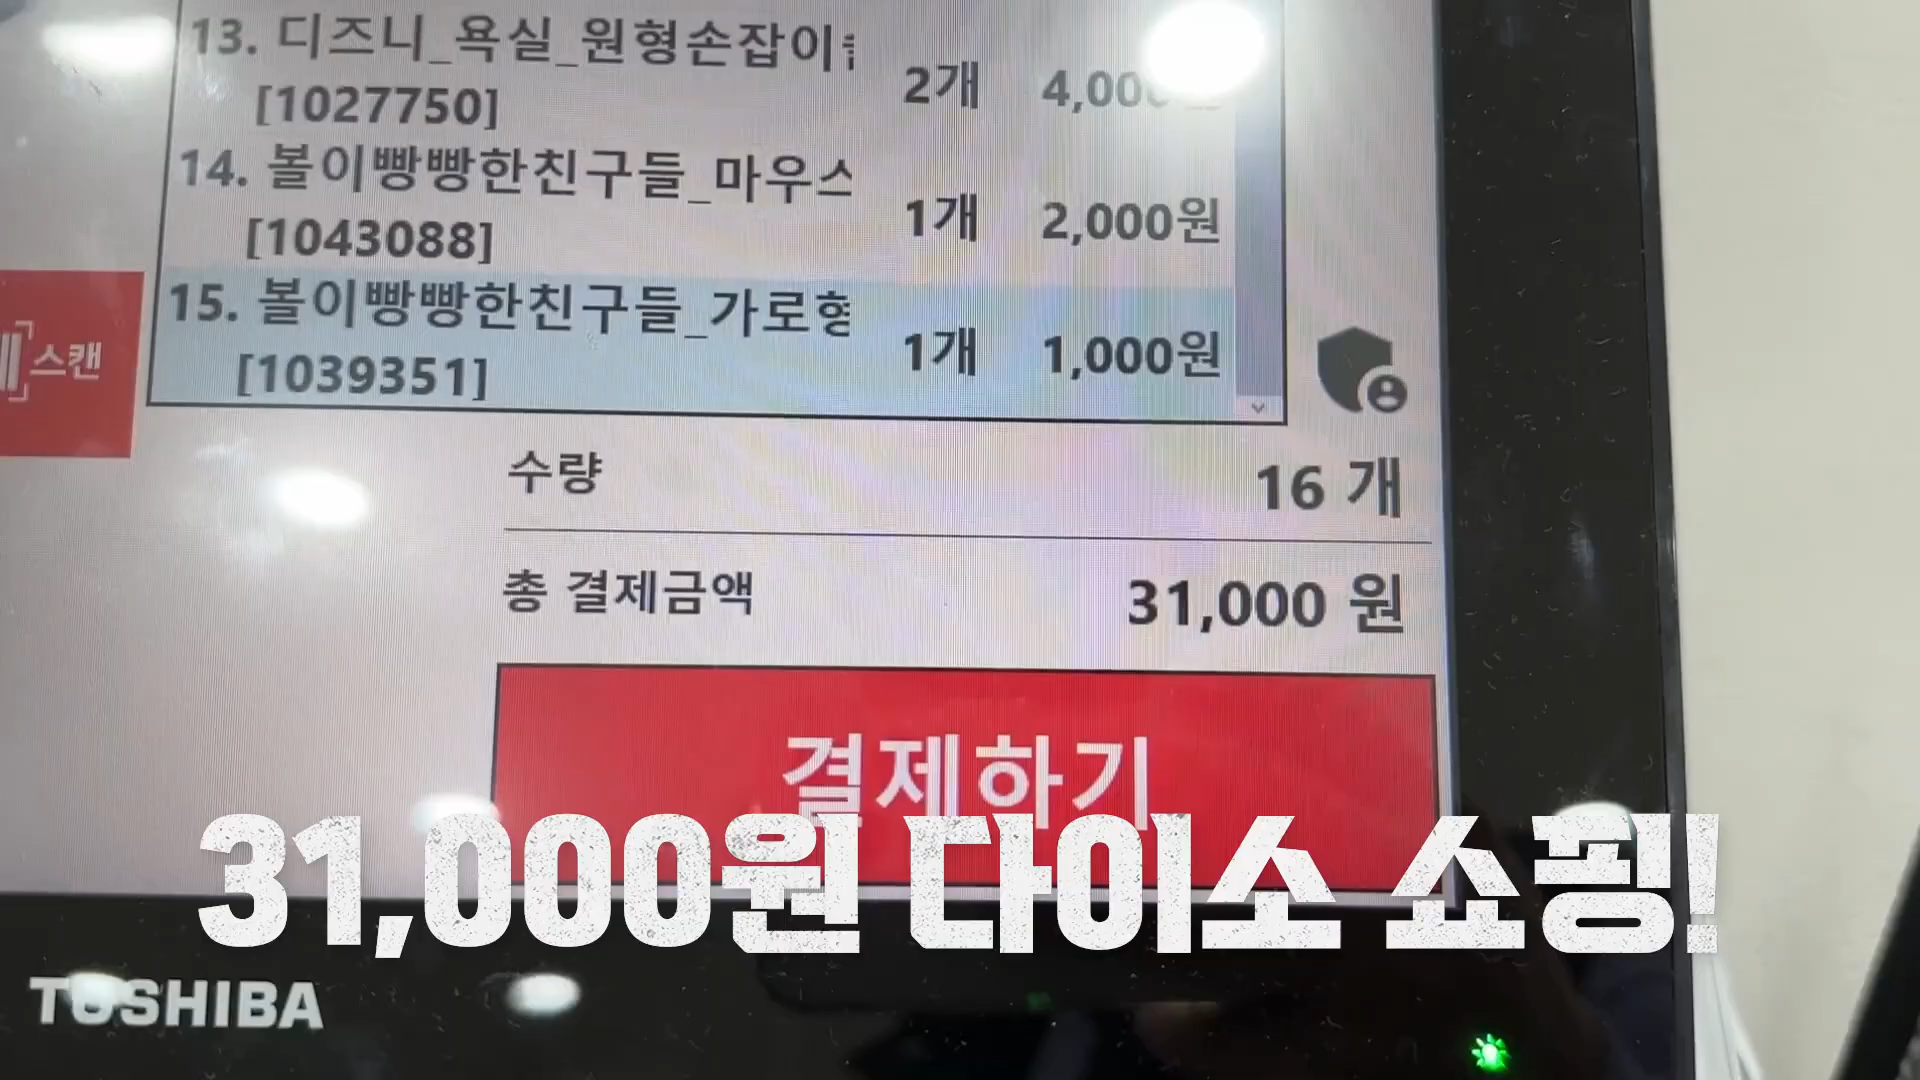 13. 디즈니_욕실_원형손잡이
2개 4,000
[1027750]
14. 볼이빵빵한친구들_마우스
1개 2,000원
[1043088]
15. 볼이빵빵한친구들_가로형
1개 1,000원
[1039351]
스캔
수량 16 개
총 결제금액 31,000 원
결제하기
31,000원 다이소 쇼핑!
TOSHIBA